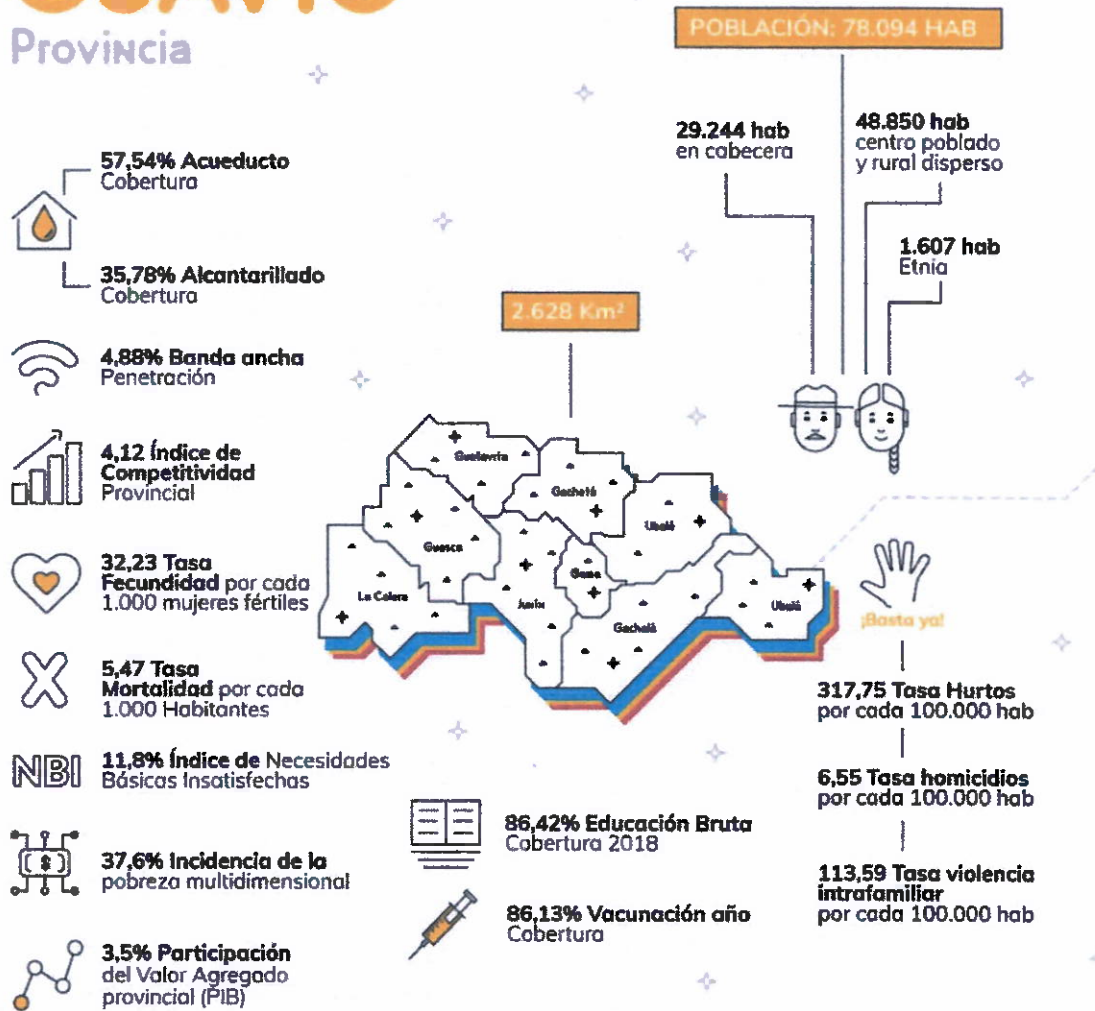 Provincia
POBLACIÓN: 78.094 HAB
29.244 hab
en cabecera
48.850 hab
centro poblado
y rural disperso
1.607 hab
Etnia
57,54% Acueducto
Cobertura
35,78% Alcantarillado
Cobertura
4,88% Banda ancha
Penetración
4,12 Índice de
Competitividad
Provincial
32,23 Tasa
Fecundidad por cada
1.000 mujeres fértiles
5,47 Tasa
Mortalidad por cada
1.000 Habitantes
NBI
11,8% Índice de Necesidades
Básicas Insatisfechas
37,6% Incidencia de la
pobreza multidimensional
3,5% Participación
del Valor Agregado
provincial (PIB)
2.628 Km²
Guatavita
Gachetá
Ubalá
Guasca
Gama
La Calera
Junín
Gachalá
Ubalá
86,42% Educación Bruta
Cobertura 2018
86,13% Vacunación año
Cobertura
¡Basta ya!
317,75 Tasa Hurtos
por cada 100.000 hab
6,55 Tasa homicidios
por cada 100.000 hab
113,59 Tasa violencia
intrafamiliar
por cada 100.000 hab